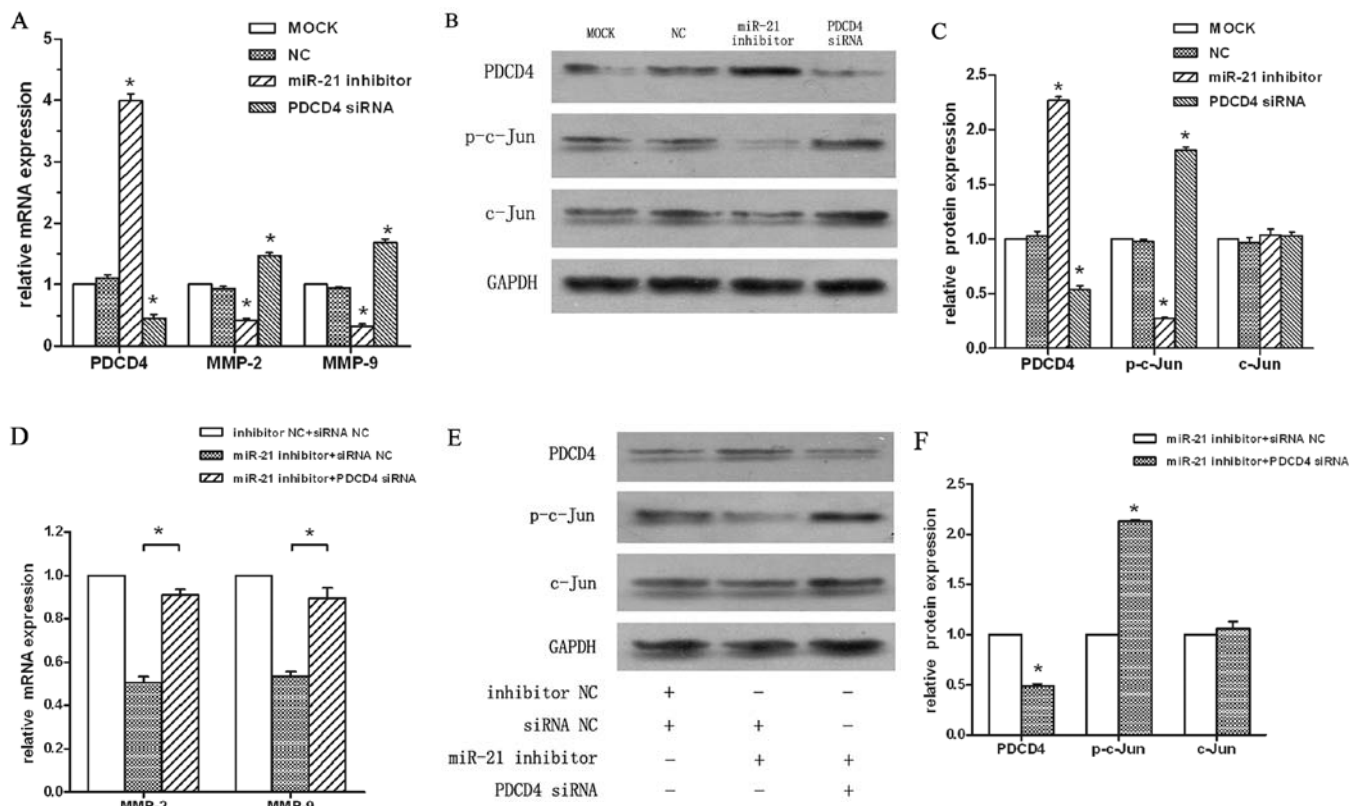 A
MOCK
NC
miR-21 inhibitor
PDCD4 siRNA
relative mRNA expression
5
4
3
2
1
0
*
*
*
*
*
*
PDCD4 MMP-2 MMP-9
B
MOCK NC miR-21 inhibitor PDCD4 siRNA
PDCD4
p-c-Jun
c-Jun
GAPDH
C
MOCK
NC
miR-21 inhibitor
PDCD4 siRNA
relative protein expression
2.5
2.0
1.5
1.0
0.5
0.0
*
*
*
*
PDCD4 p-c-Jun c-Jun
D
inhibitor NC+siRNA NC
miR-21 inhibitor+siRNA NC
miR-21 inhibitor+PDCD4 siRNA
relative mRNA expression
1.2
1.0
0.8
0.6
0.4
0.2
0.0
*
*
MMP-2 MMP-9
E
PDCD4
p-c-Jun
c-Jun
GAPDH
inhibitor NC + − −
siRNA NC + + −
miR-21 inhibitor − + +
PDCD4 siRNA − − +
F
miR-21 inhibitor+siRNA NC
miR-21 inhibitor+PDCD4 siRNA
relative protein expression
2.5
2.0
1.5
1.0
0.5
0.0
*
*
PDCD4 p-c-Jun c-Jun